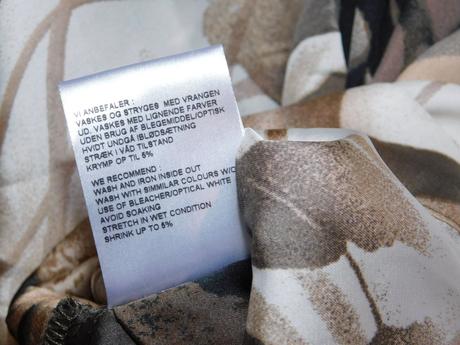 VI ANBEFALER :
VASKES OG STRYGES MED VRANGEN
UD. VASKES MED LIGNENDE FARVER
UDEN BRUG AF BLEGEMIDDEL/OPTISK
HVIDT UNDGÅ IBLØDSÆTNING
STRÆK I VÅD TILSTAND
KRYMP OP TIL 5%
WE RECOMMEND :
WASH AND IRON INSIDE OUT
WASH WITH SIMMILAR COLOURS WIO
USE OF BLEACHER/OPTICAL WHITE
AVOID SOAKING
STRETCH IN WET CONDITION
SHRINK UP TO 5%